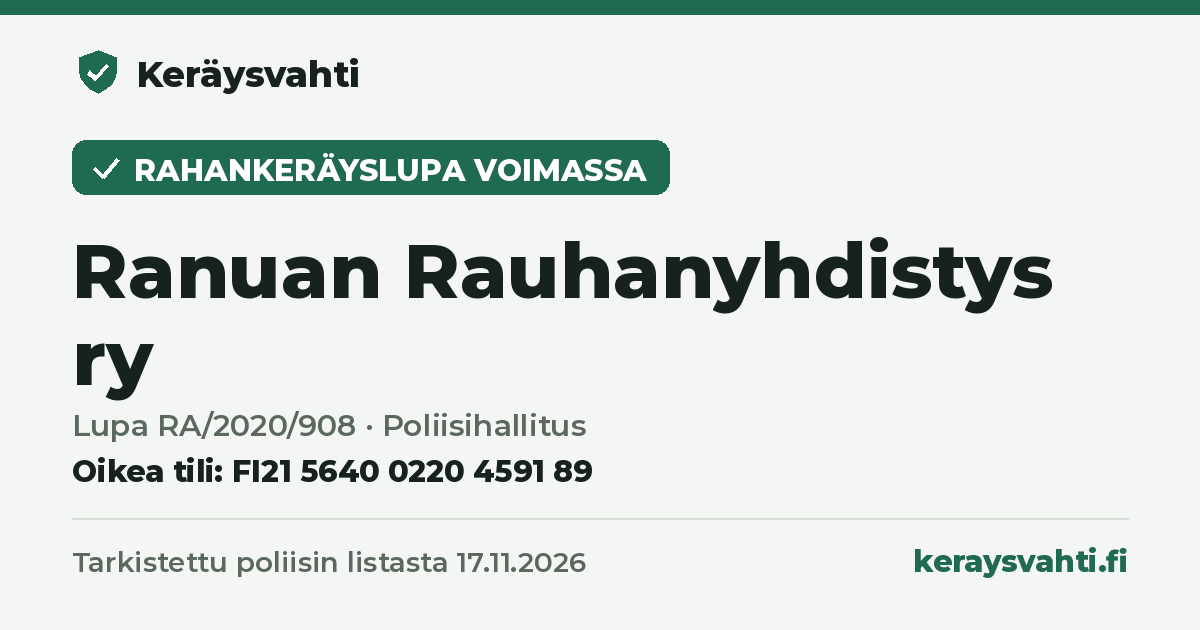 Keräysvahti
RAHANKERÄYSLUPA VOIMASSA
Ranuan Rauhanyhdistys
ry
Lupa RA/2020/908 · Poliisihallitus
Oikea tili: FI21 5640 0220 4591 89
Tarkistettu poliisin listasta 17.11.2026
keraysvahti.fi